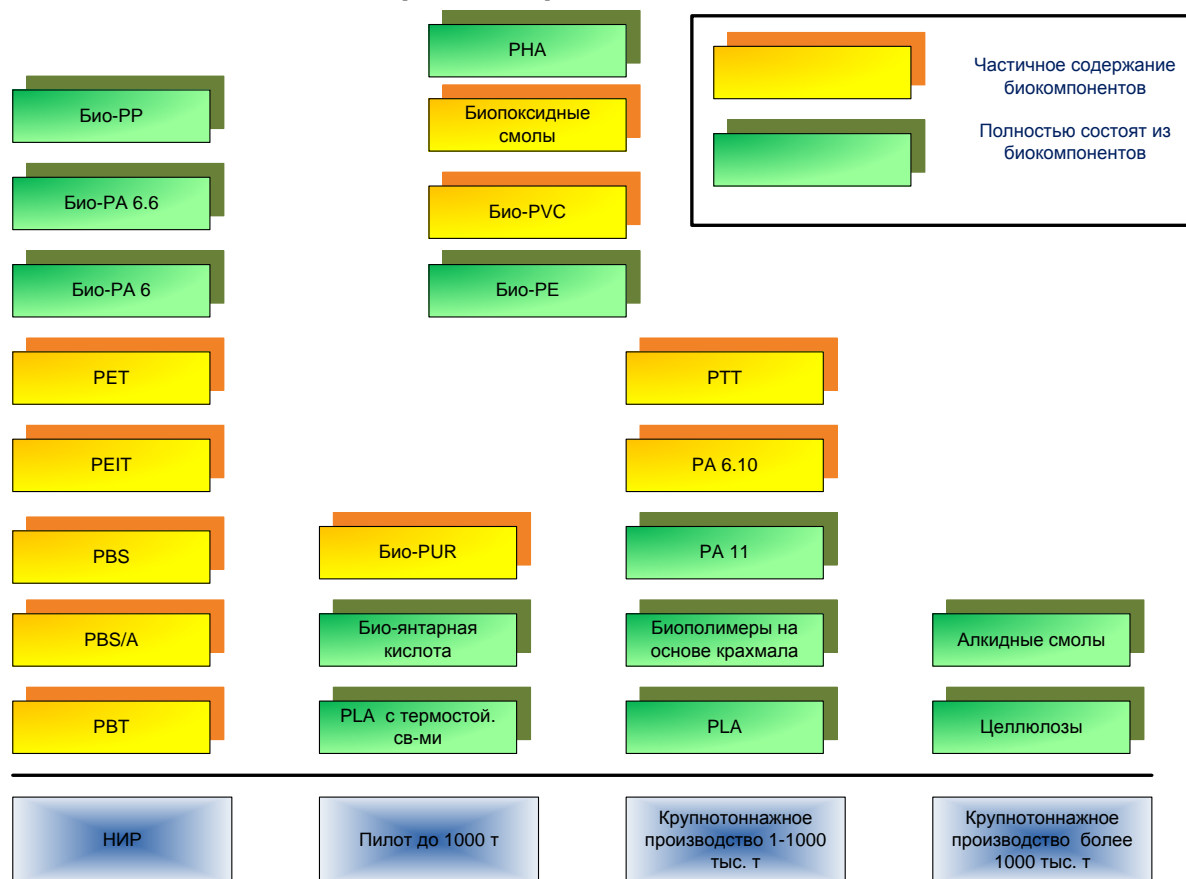 PHA
Частичное содержание
биокомпонентов
Био-PP
Биопоксидные
смолы
Полностью состоят из
биокомпонентов
Био-PA 6.6
Био-PVC
Био-PA 6
Био-PE
PET
PTT
PEIT
PA 6.10
PBS
Био-PUR
PA 11
PBS/A
Био-янтарная
кислота
Биополимеры на
основе крахмала
Алкидные смолы
PBT
PLA с термостой.
св-ми
PLA
Целлюлозы
НИР
Пилот до 1000 т
Крупнотоннажное
производство 1-1000
тыс. т
Крупнотоннажное
производство более
1000 тыс. т